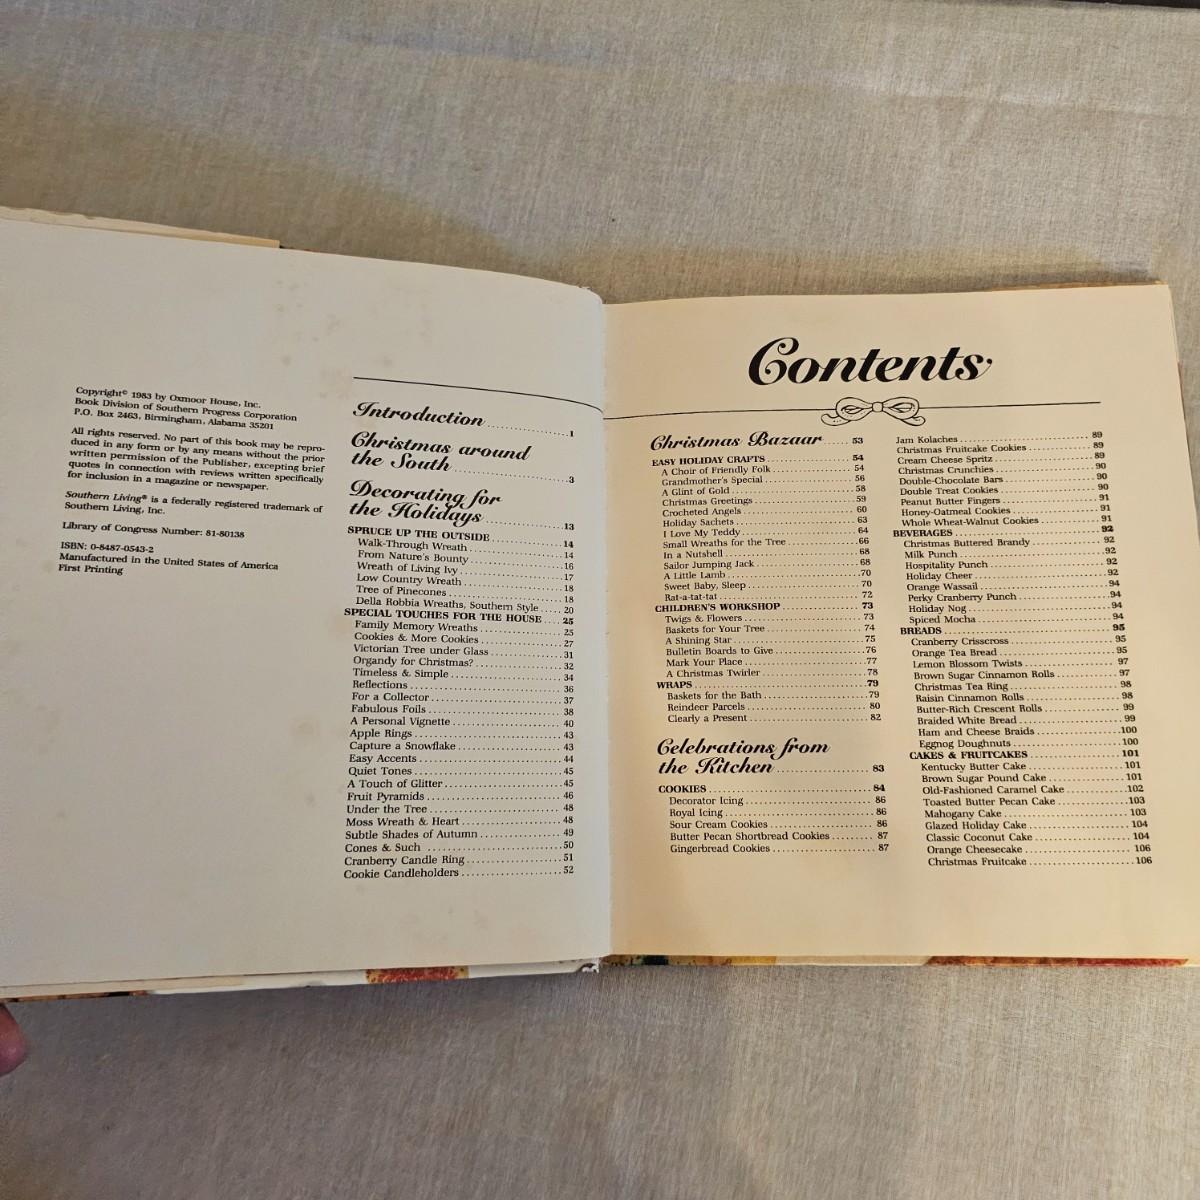 Copyright© 1983 by Oxmoor House, Inc.
Book Division of Southern Progress Corporation
P.O. Box 2463, Birmingham, Alabama 35201
All rights reserved. No part of this book may be repro-
duced in any form or by any means without the prior
written permission of the Publisher, excepting brief
quotes in connection with reviews written specifically
for inclusion in a magazine or newspaper.
Southern Living® is a federally registered trademark of
Southern Living, Inc.
Library of Congress Number: 81-80138
ISBN: 0-8487-0543-2
Manufactured in the United States of America
First Printing
Introduction 1
Christmas around
the South 3
Decorating for
the Holidays 13
SPRUCE UP THE OUTSIDE 14
Walk-Through Wreath 14
From Nature's Bounty 16
Wreath of Living Ivy 17
Low Country Wreath 18
Tree of Pinecones 18
Della Robbia Wreaths, Southern Style 20
SPECIAL TOUCHES FOR THE HOUSE 25
Family Memory Wreaths 25
Cookies & More Cookies 27
Victorian Tree under Glass 31
Organdy for Christmas? 32
Timeless & Simple 34
Reflections 36
For a Collector 37
Fabulous Foils 38
A Personal Vignette 40
Apple Rings 43
Capture a Snowflake 43
Easy Accents 44
Quiet Tones 45
A Touch of Glitter 45
Fruit Pyramids 46
Under the Tree 48
Moss Wreath & Heart 48
Subtle Shades of Autumn 49
Cones & Such 50
Cranberry Candle Ring 51
Cookie Candleholders 52
Contents
Christmas Bazaar 53
EASY HOLIDAY CRAFTS 54
A Choir of Friendly Folk 54
Grandmother's Special 56
A Glint of Gold 58
Christmas Greetings 59
Crocheted Angels 60
Holiday Sachets 63
I Love My Teddy 64
Small Wreaths for the Tree 66
In a Nutshell 68
Sailor Jumping Jack 68
A Little Lamb 70
Sweet Baby, Sleep 70
Rat-a-tat-tat 72
CHILDREN'S WORKSHOP 73
Twigs & Flowers 73
Baskets for Your Tree 74
A Shining Star 75
Bulletin Boards to Give 76
Mark Your Place 77
A Christmas Twirler 78
WRAPS 79
Baskets for the Bath 79
Reindeer Parcels 80
Clearly a Present 82
Celebrations from
the Kitchen 83
COOKIES 84
Decorator Icing 86
Royal Icing 86
Sour Cream Cookies 86
Butter Pecan Shortbread Cookies 87
Gingerbread Cookies 87
Jam Kolaches 89
Christmas Fruitcake Cookies 89
Cream Cheese Spritz 89
Christmas Crunchies 90
Double-Chocolate Bars 90
Double Treat Cookies 90
Peanut Butter Fingers 91
Honey-Oatmeal Cookies 91
Whole Wheat-Walnut Cookies 91
BEVERAGES 92
Christmas Buttered Brandy 92
Milk Punch 92
Hospitality Punch 92
Holiday Cheer 92
Orange Wassail 94
Perky Cranberry Punch 94
Holiday Nog 94
Spiced Mocha 94
BREADS 95
Cranberry Crisscross 95
Orange Tea Bread 95
Lemon Blossom Twists 97
Brown Sugar Cinnamon Rolls 97
Christmas Tea Ring 98
Raisin Cinnamon Rolls 98
Butter-Rich Crescent Rolls 99
Braided White Bread 99
Ham and Cheese Braids 100
Eggnog Doughnuts 100
CAKES & FRUITCAKES 101
Kentucky Butter Cake 101
Brown Sugar Pound Cake 101
Old-Fashioned Caramel Cake 102
Toasted Butter Pecan Cake 103
Mahogany Cake 103
Glazed Holiday Cake 104
Classic Coconut Cake 104
Orange Cheesecake 106
Christmas Fruitcake 106